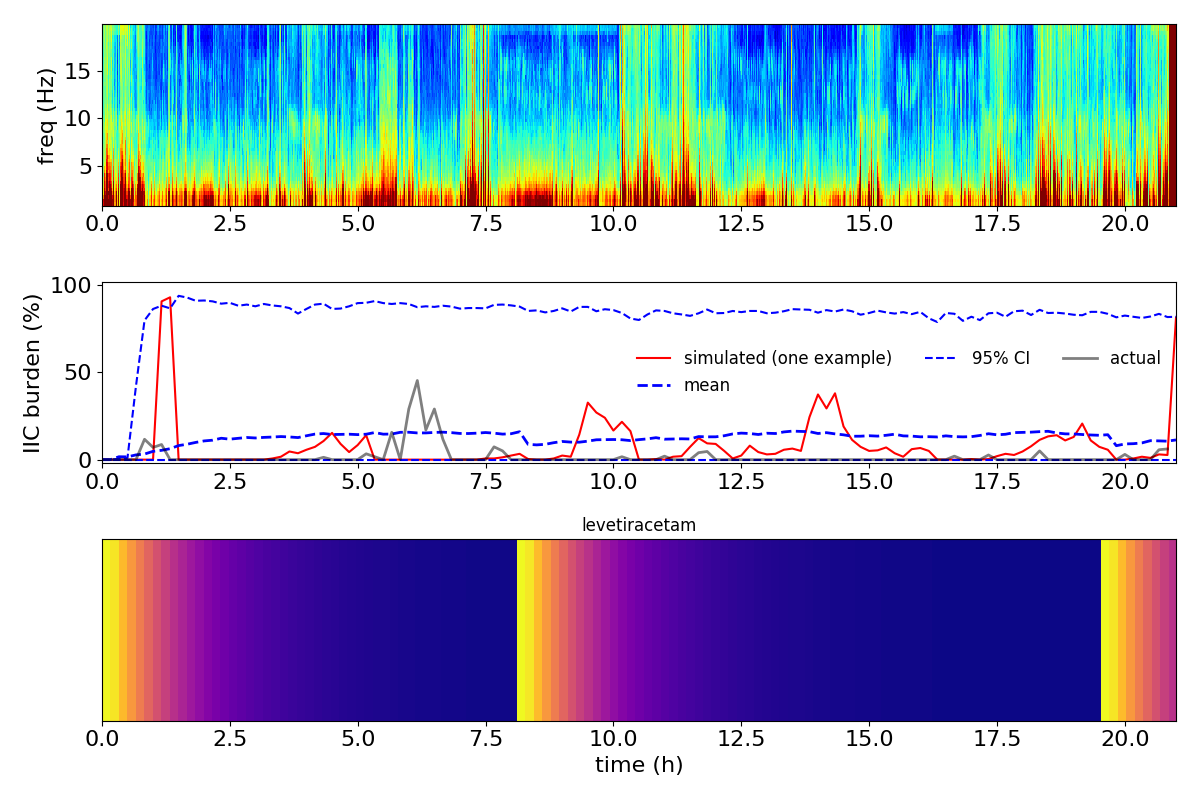 freq (Hz)
15
10
5
0.0 2.5 5.0 7.5 10.0 12.5 15.0 17.5 20.0
IIC burden (%)
100
50
0
simulated (one example) 95% CI actual
mean
0.0 2.5 5.0 7.5 10.0 12.5 15.0 17.5 20.0
levetiracetam
0.0 2.5 5.0 7.5 10.0 12.5 15.0 17.5 20.0
time (h)